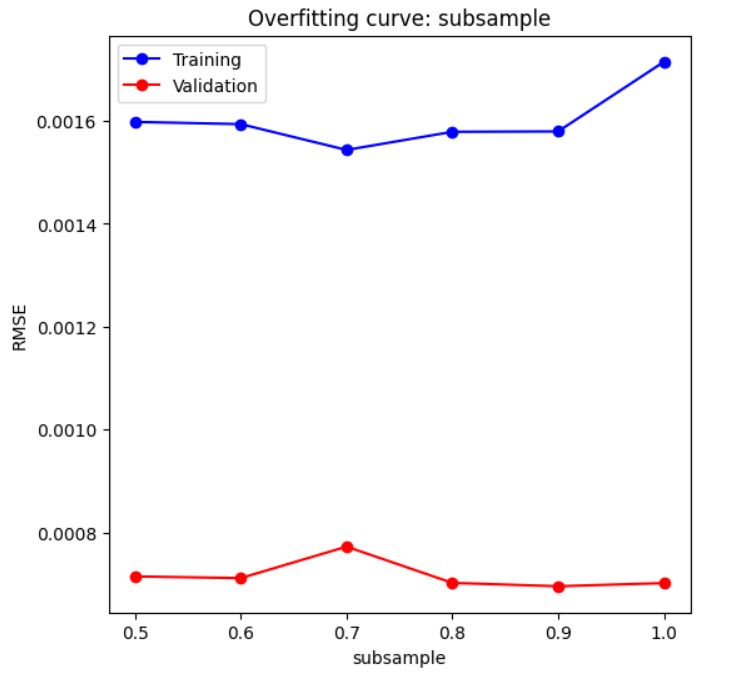 Overfitting curve: subsample
Training
Validation
0.0016
0.0014
0.0012
0.0010
0.0008
RMSE
0.5 0.6 0.7 0.8 0.9 1.0
subsample